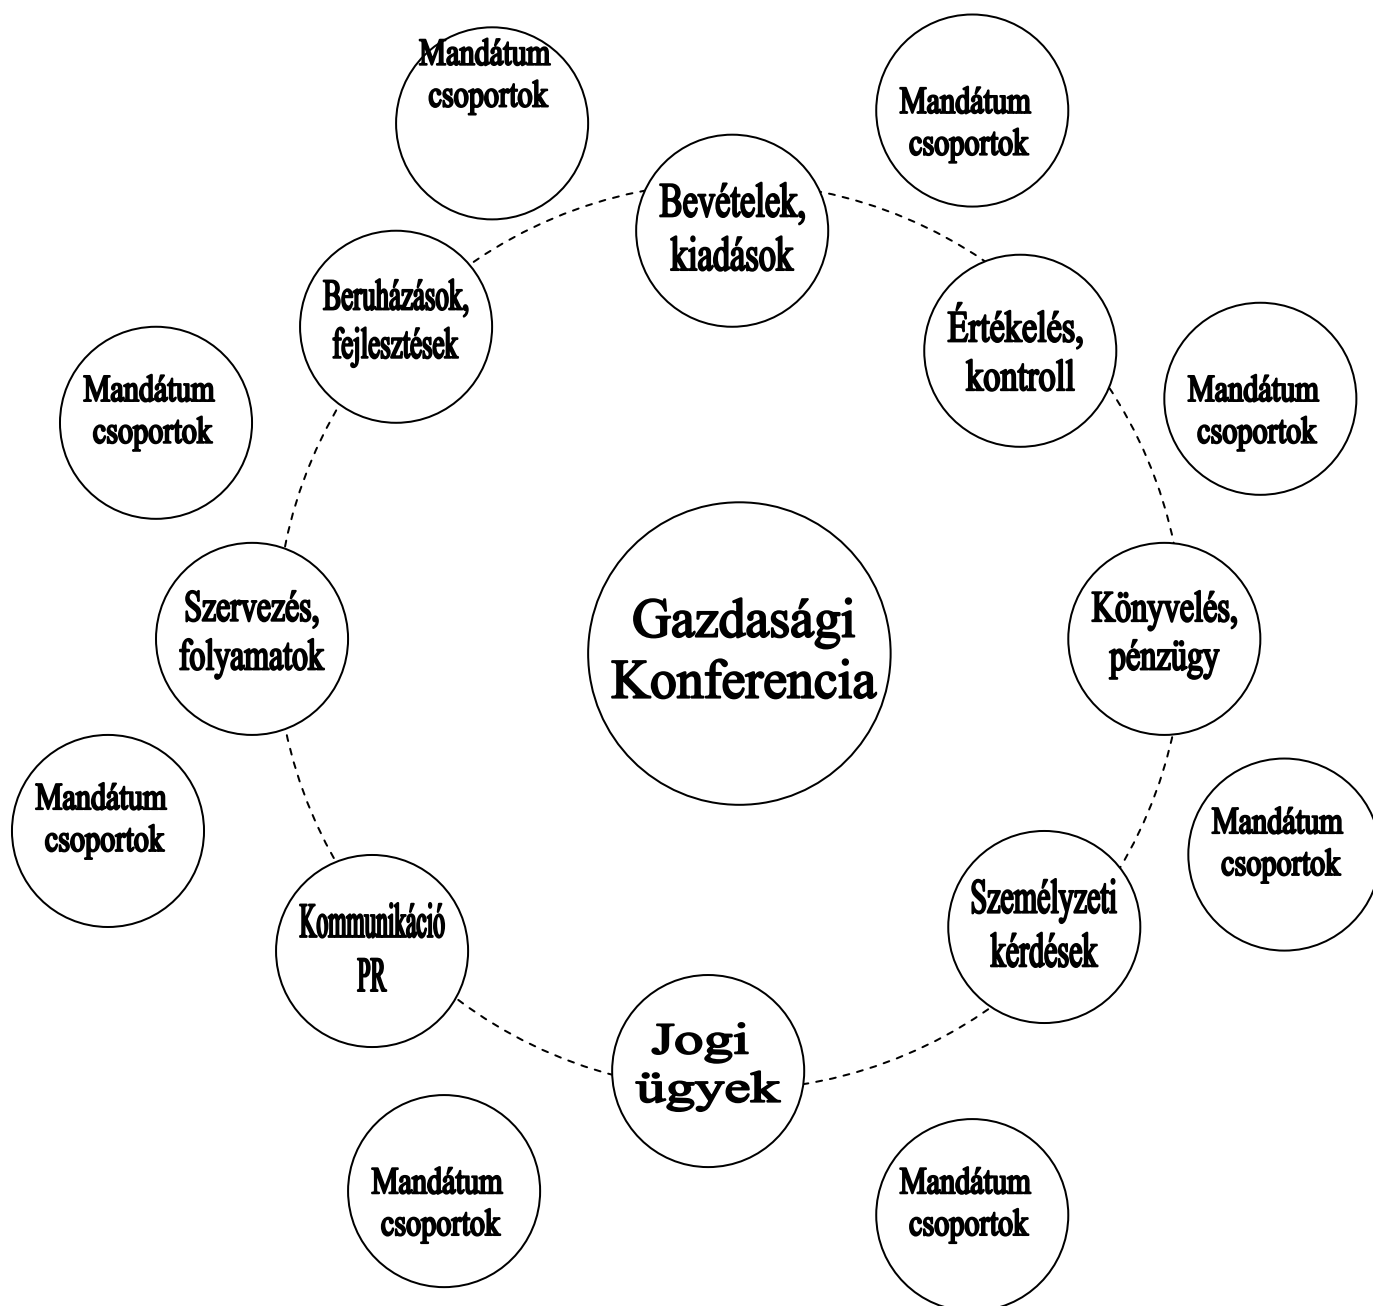 Mandátum
csoportok
Mandátum
csoportok
Bevételek,
kiadások
Beruházások,
fejlesztések
Értékelés,
kontroll
Mandátum
csoportok
Mandátum
csoportok
Szervezés,
folyamatok
Gazdasági
Konferencia
Könyvelés,
pénzügy
Mandátum
csoportok
Mandátum
csoportok
Kommunikáció
PR
Személyzeti
kérdések
Jogi
ügyek
Mandátum
csoportok
Mandátum
csoportok